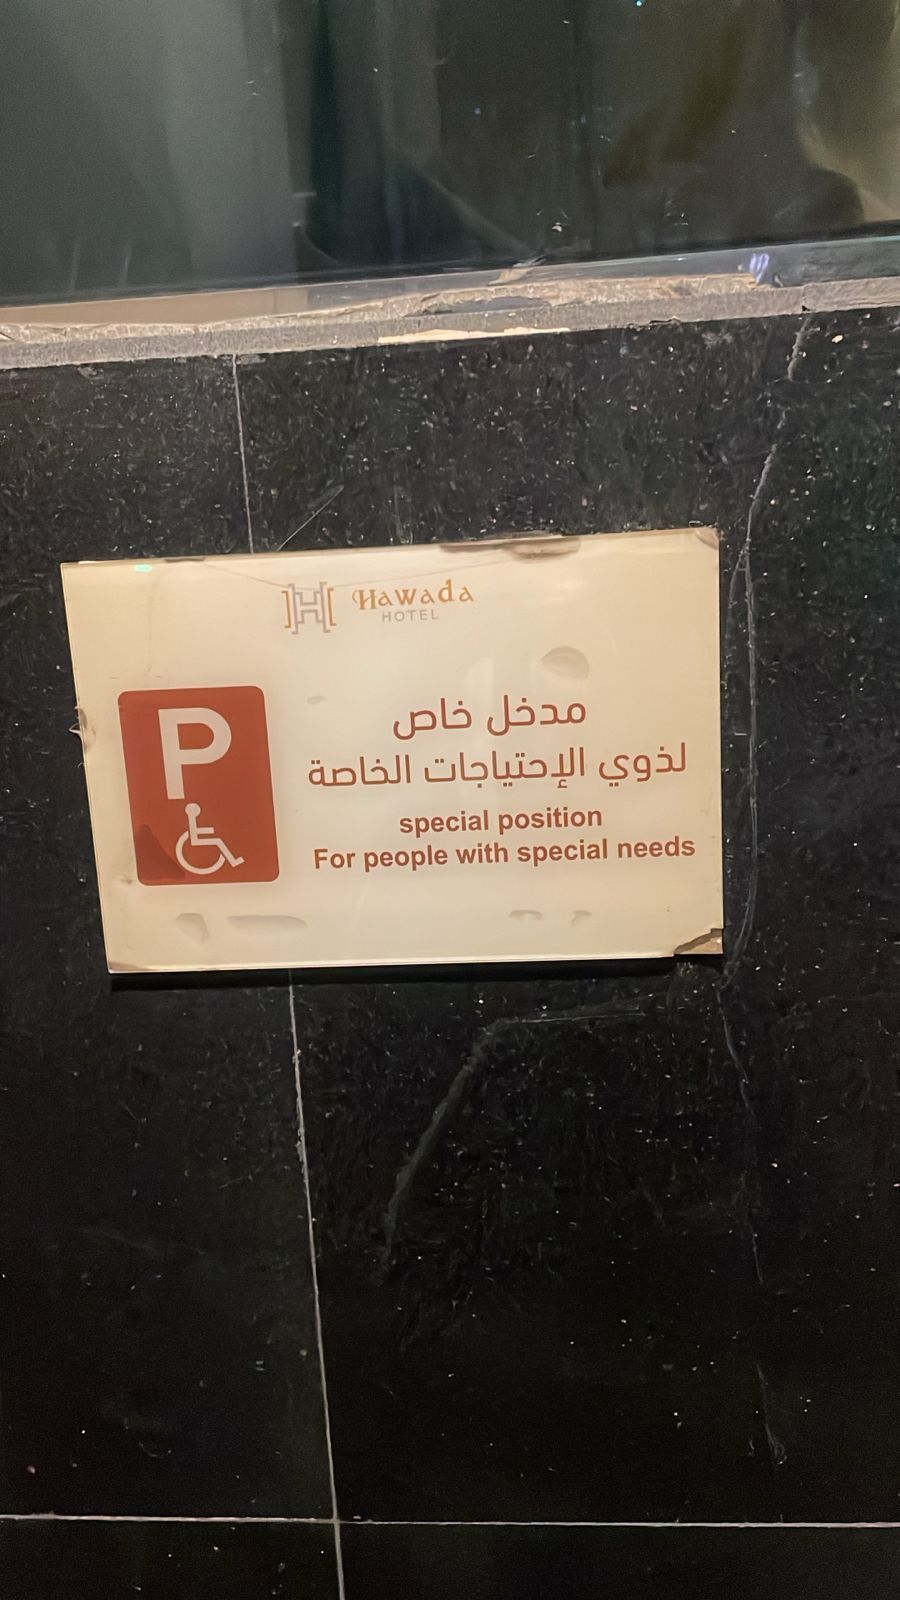 Hawada
HOTEL
P
مدخل خاص
لذوي الإحتياجات الخاصة
special position
For people with special needs